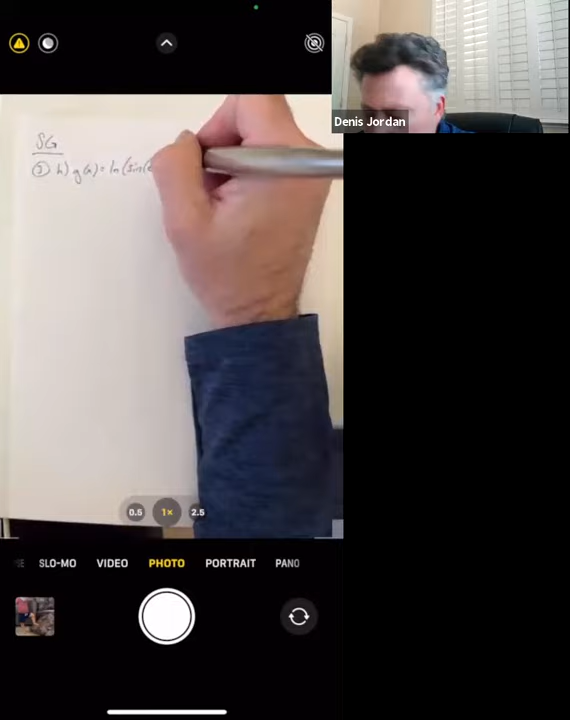 Denis Jordan
SG
③ h) g(x) = ln(sin(
0.5 1× 2.5
SLO-MO VIDEO PHOTO PORTRAIT PANO